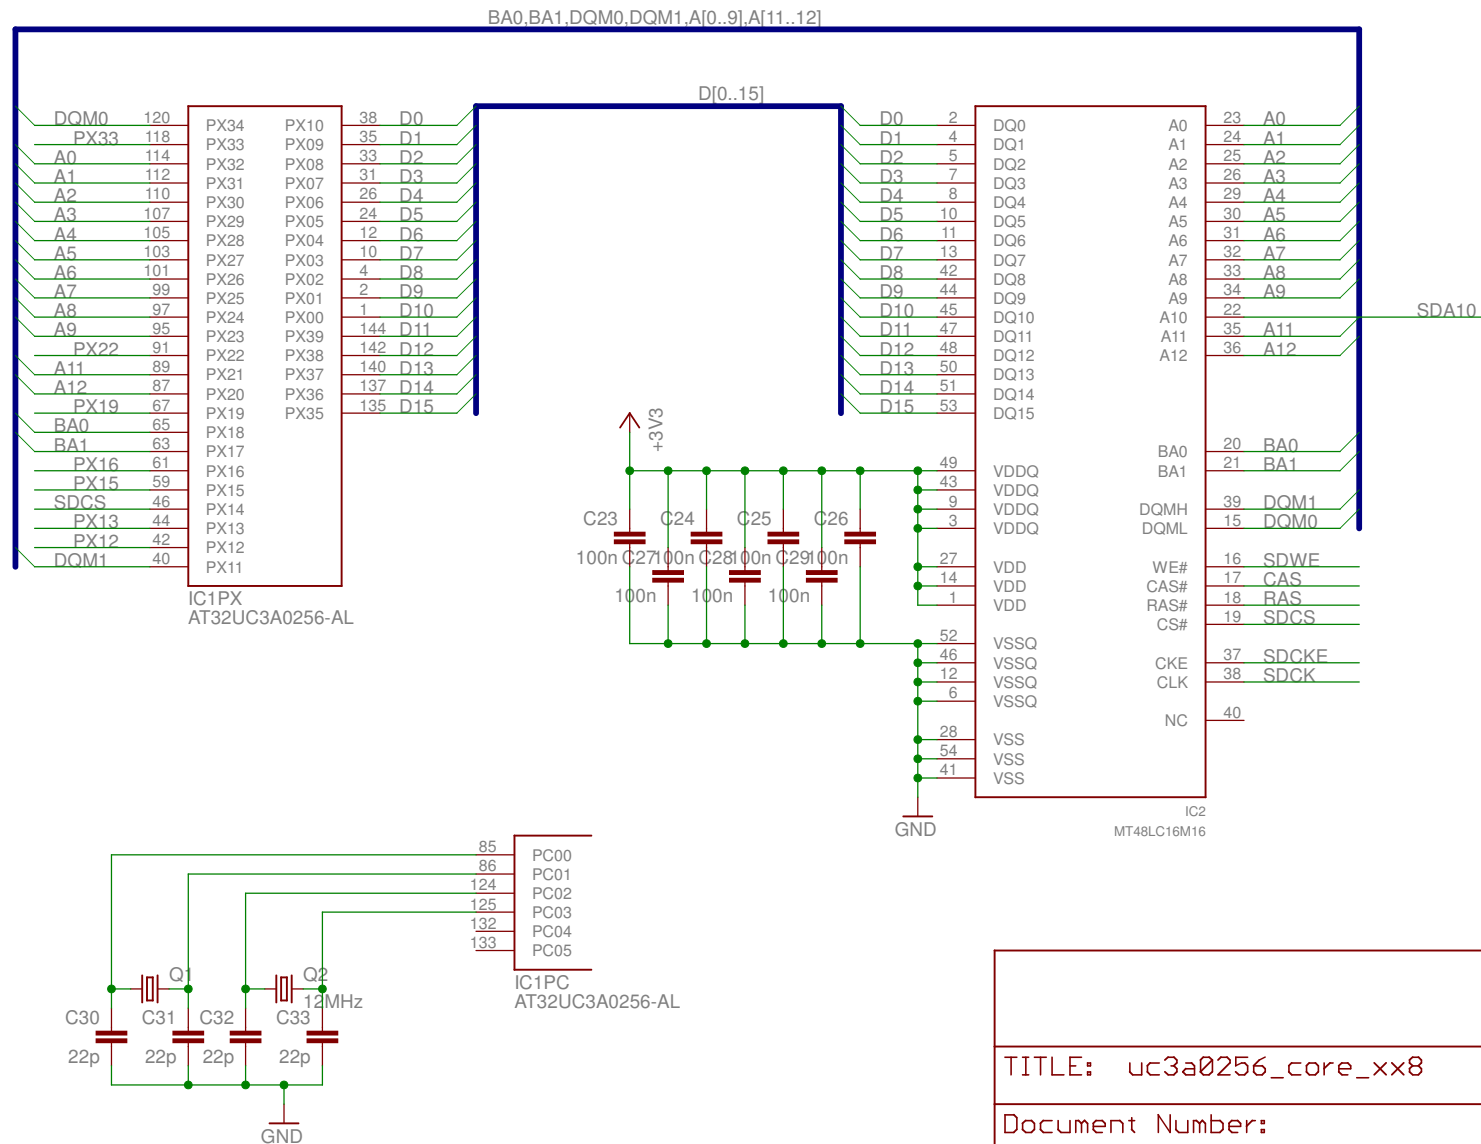 BA0,BA1,DQM0,DQM1,A[0..9],A[11..12]
D[0..15]
DQM0 120 PX34 PX10 38 D0
PX33 118 PX33 PX09 35 D1
A0 114 PX32 PX08 33 D2
A1 112 PX31 PX07 31 D3
A2 110 PX30 PX06 26 D4
A3 107 PX29 PX05 24 D5
A4 105 PX28 PX04 12 D6
A5 103 PX27 PX03 10 D7
A6 101 PX26 PX02 4 D8
A7 99 PX25 PX01 2 D9
A8 97 PX24 PX00 1 D10
A9 95 PX23 PX39 144 D11
PX22 91 PX22 PX38 142 D12
A11 89 PX21 PX37 140 D13
A12 87 PX20 PX36 137 D14
PX19 67 PX19 PX35 135 D15
BA0 65 PX18
BA1 63 PX17
PX16 61 PX16
PX15 59 PX15
SDCS 46 PX14
PX13 44 PX13
PX12 42 PX12
DQM1 40 PX11
IC1PX
AT32UC3A0256-AL
D0 2 DQ0 A0 23 A0
D1 4 DQ1 A1 24 A1
D2 5 DQ2 A2 25 A2
D3 7 DQ3 A3 26 A3
D4 8 DQ4 A4 29 A4
D5 10 DQ5 A5 30 A5
D6 11 DQ6 A6 31 A6
D7 13 DQ7 A7 32 A7
D8 42 DQ8 A8 33 A8
D9 44 DQ9 A9 34 A9
D10 45 DQ10 A10 22 SDA10
D11 47 DQ11 A11 35 A11
D12 48 DQ12 A12 36 A12
D13 50 DQ13
D14 51 DQ14
D15 53 DQ15
+3V3
BA0 20 BA0
49 VDDQ BA1 21 BA1
43 VDDQ
9 VDDQ DQMH 39 DQM1
3 VDDQ DQML 15 DQM0
27 VDD WE# 16 SDWE
14 VDD CAS# 17 CAS
1 VDD RAS# 18 RAS
CS# 19 SDCS
52 VSSQ
46 VSSQ CKE 37 SDCKE
12 VSSQ CLK 38 SDCK
6 VSSQ
NC 40
28 VSS
54 VSS
41 VSS
C23 C24 C25 C26
100n C27 100n C28 100n C29 100n
100n 100n 100n
GND
IC2
MT48LC16M16
85 PC00
86 PC01
124 PC02
125 PC03
132 PC04
133 PC05
IC1PC
AT32UC3A0256-AL
Q1 Q2
12MHz
C30 C31 C32 C33
22p 22p 22p 22p
GND
TITLE: uc3a0256_core_xx8
Document Number: